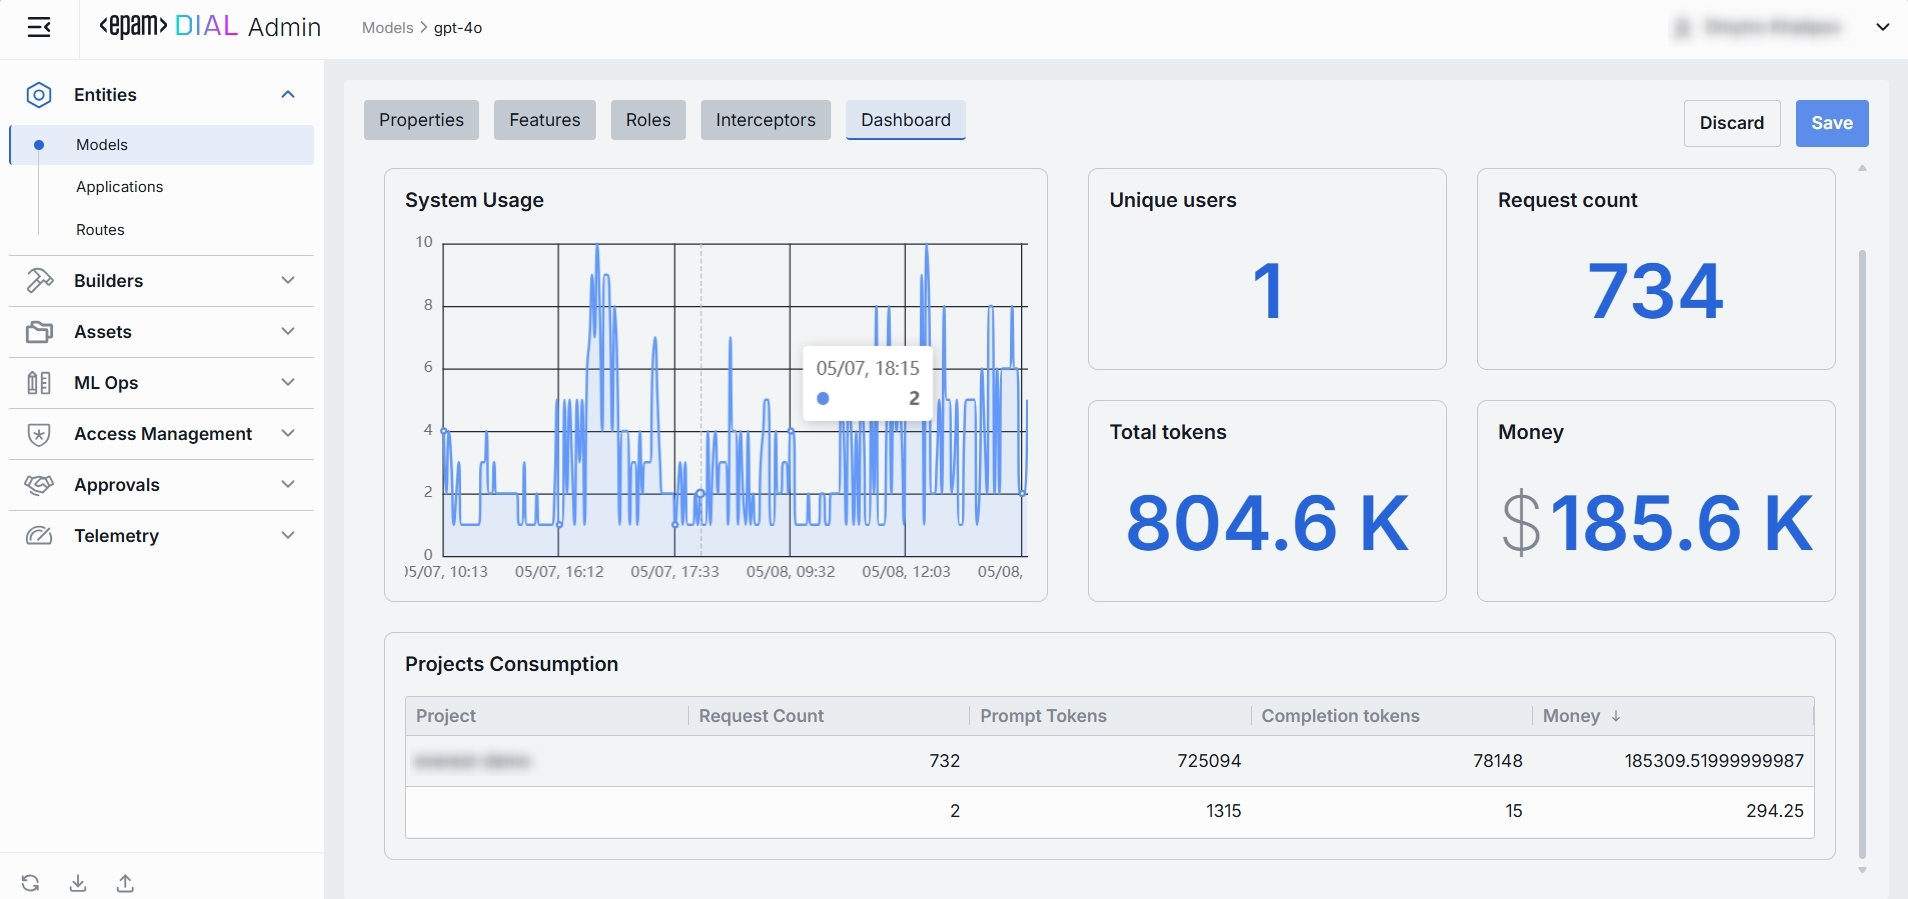 <epam> DIAL Admin
Models > gpt-4o
Entities
Models
Applications
Routes
Builders
Assets
ML Ops
Access Management
Approvals
Telemetry
Properties
Features
Roles
Interceptors
Dashboard
Discard
Save
System Usage
10
8
6
4
2
0
05/07, 18:15
2
05/07, 10:13
05/07, 16:12
05/07, 17:33
05/08, 09:32
05/08, 12:03
05/08,
Unique users
1
Request count
734
Total tokens
804.6 K
Money
$185.6 K
Projects Consumption
Project Request Count Prompt Tokens Completion tokens Money ↓
732 725094 78148 185309.51999999987
2 1315 15 294.25